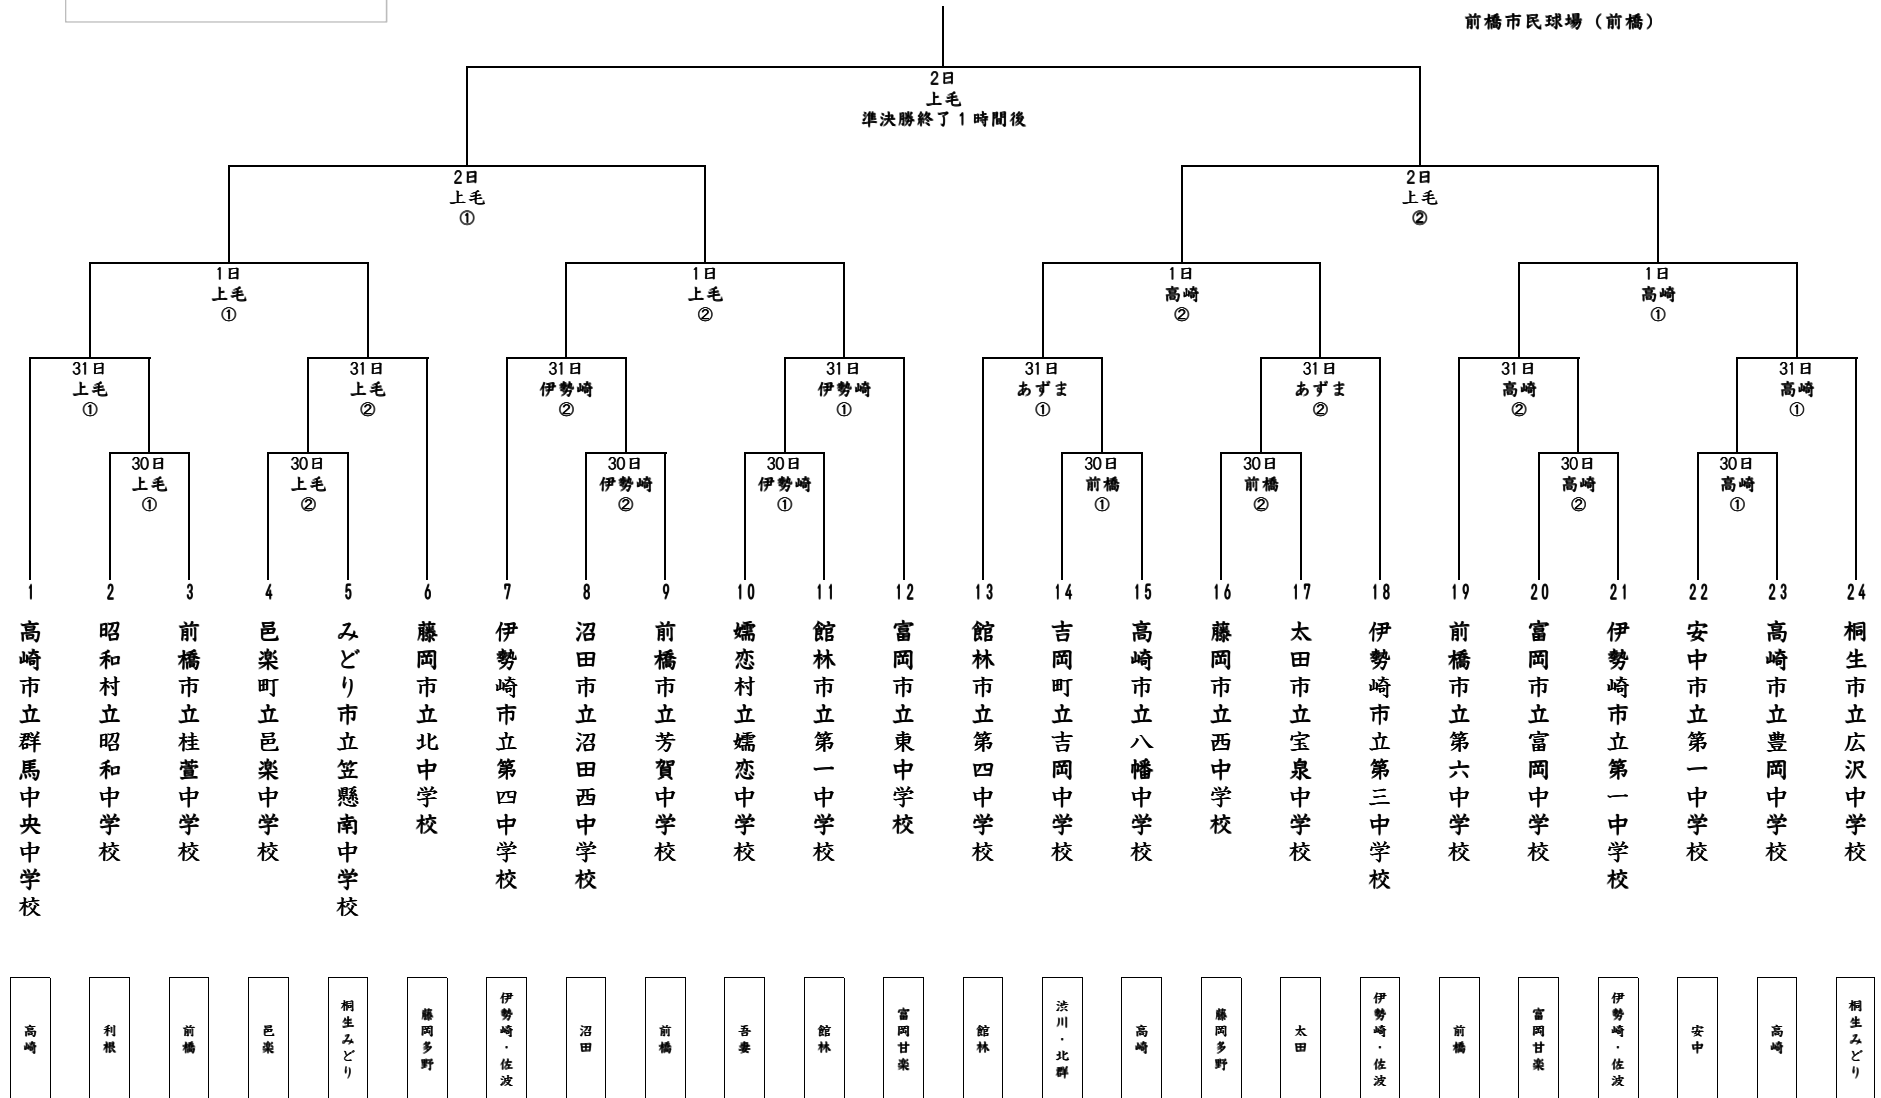 前橋市民球場（前橋）
2日
上毛
準決勝終了1時間後
2日
上毛
①
2日
上毛
②
1日
上毛
①
1日
上毛
②
1日
高崎
②
1日
高崎
①
31日
上毛
①
31日
上毛
②
31日
伊勢崎
②
31日
伊勢崎
①
31日
あずま
①
31日
あずま
②
31日
高崎
②
31日
高崎
①
30日
上毛
①
30日
上毛
②
30日
伊勢崎
②
30日
伊勢崎
①
30日
前橋
①
30日
前橋
②
30日
高崎
②
30日
高崎
①
1
2
3
4
5
6
7
8
9
10
11
12
13
14
15
16
17
18
19
20
21
22
23
24
高崎市立群馬中央中学校
昭和村立昭和中学校
前橋市立桂萱中学校
邑楽町立邑楽中学校
みどり市立笠懸南中学校
藤岡市立北中学校
伊勢崎市立第四中学校
沼田市立沼田西中学校
前橋市立芳賀中学校
嬬恋村立嬬恋中学校
館林市立第一中学校
富岡市立東中学校
館林市立第四中学校
吉岡町立吉岡中学校
高崎市立八幡中学校
藤岡市立西中学校
太田市立宝泉中学校
伊勢崎市立第三中学校
前橋市立第六中学校
富岡市立富岡中学校
伊勢崎市立第一中学校
安中市立第一中学校
高崎市立豊岡中学校
桐生市立広沢中学校
高崎
利根
前橋
邑楽
桐生みどり
藤岡多野
伊勢崎・佐波
沼田
前橋
吾妻
館林
富岡甘楽
館林
渋川・北群
高崎
藤岡多野
太田
伊勢崎・佐波
前橋
富岡甘楽
伊勢崎・佐波
安中
高崎
桐生みどり